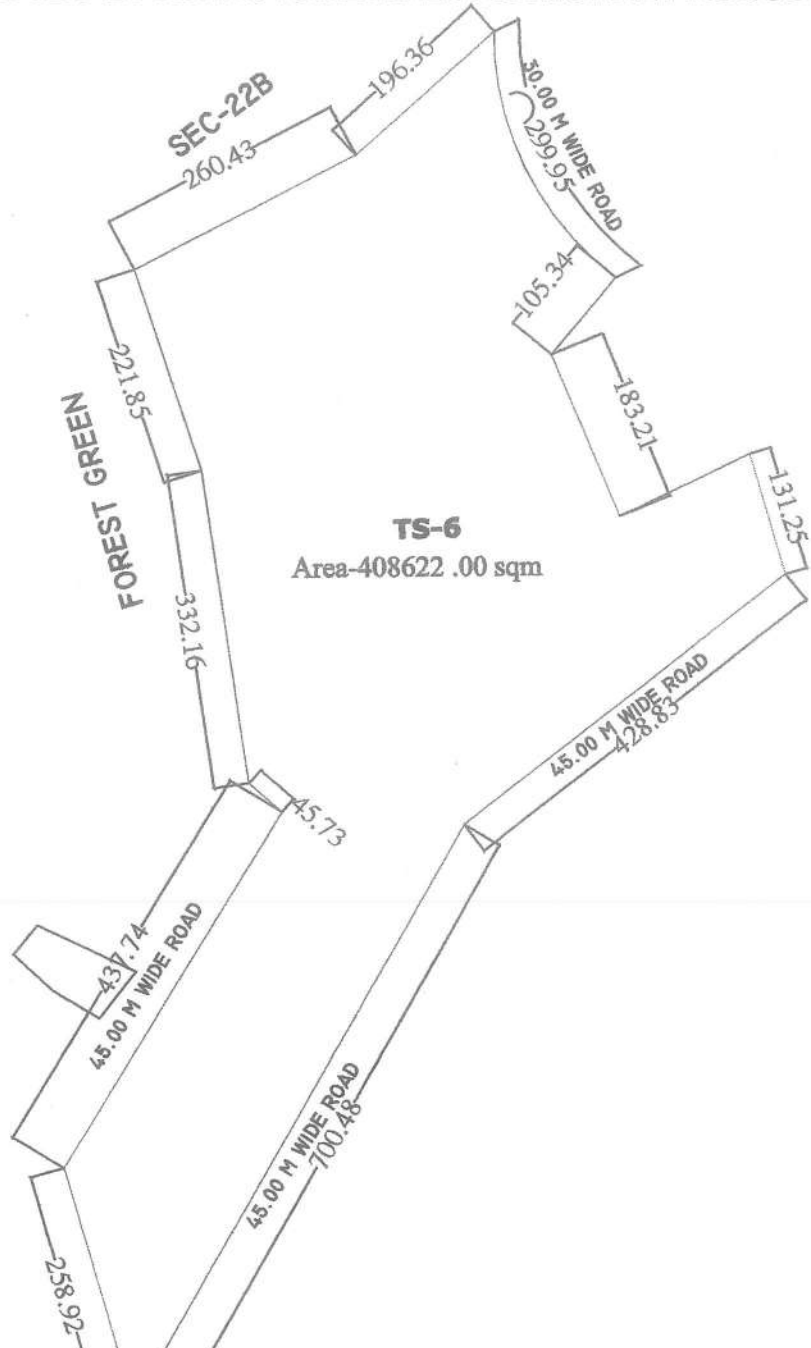 196.36
SEC-22B
260.43
30.00 M WIDE ROAD
299.95
105.34
221.85
183.21
FOREST GREEN
131.25
TS-6
Area-408622 .00 sqm
332.16
45.00 M WIDE ROAD
428.83
45.73
437.74
45.00 M WIDE ROAD
45.00 M WIDE ROAD
700.48
258.92